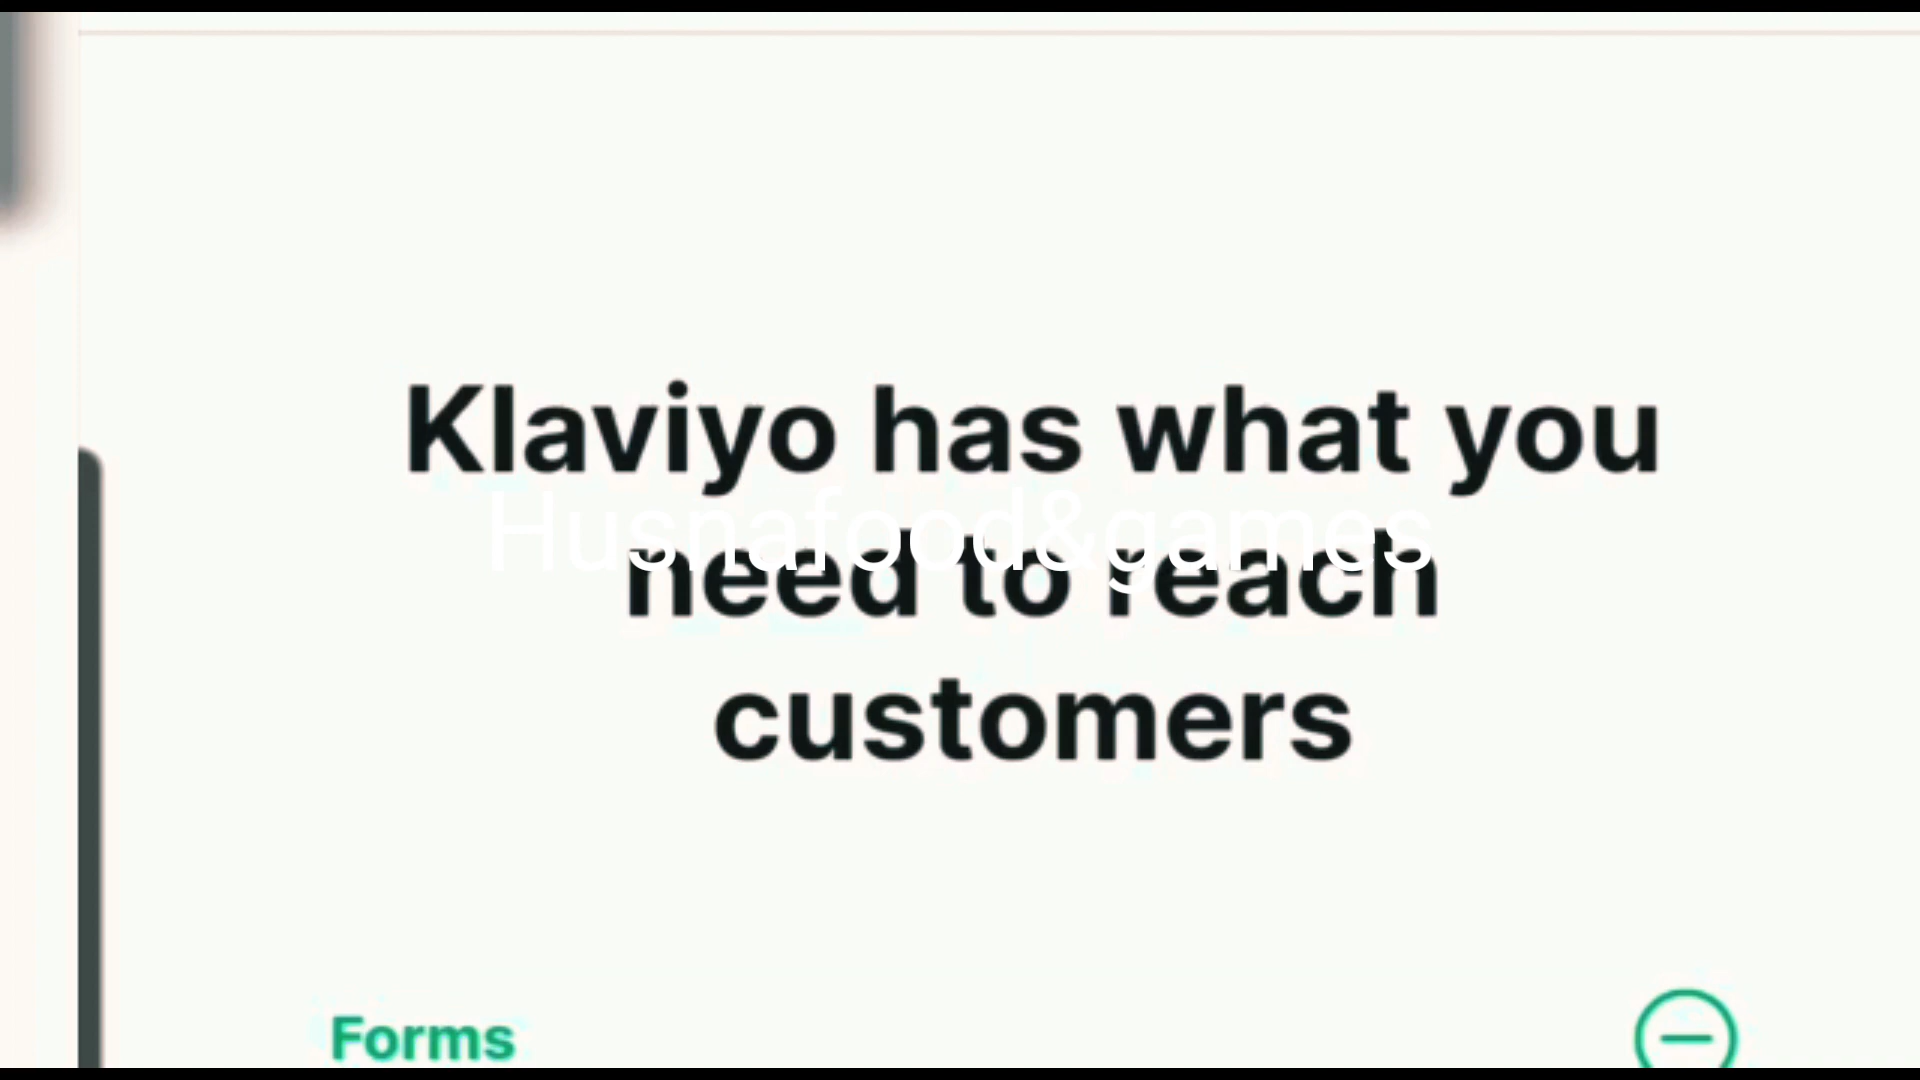 Klaviyo has what you
Husnafood&games
need to reach
customers
Forms